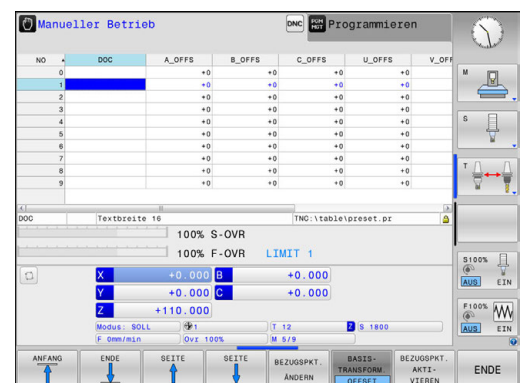 Manueller Betrieb
DNC
PGM MGT
Programmieren
NO DOC A_OFFS B_OFFS C_OFFS U_OFFS V_OFF
0 +0 +0 +0 +0
1 +0 +0 +0 +0
2 +0 +0 +0 +0
3 +0 +0 +0 +0
4 +0 +0 +0 +0
5 +0 +0 +0 +0
6 +0 +0 +0 +0
7 +0 +0 +0 +0
8 +0 +0 +0 +0
9 +0 +0 +0 +0
DOC Textbreite 16 TNC:\table\preset.pr
100% S-OVR
100% F-OVR LIMIT 1
X +0.000 B +0.000
Y +0.000 C +0.000
Z +110.000
Modus: SOLL 1 T 12 Z S 1800
F 0mm/min Ovr 100% M 5/9
M
S
T
S100%
AUS EIN
F100%
AUS EIN
ANFANG
ENDE
SEITE
SEITE
BEZUGSPKT.
ÄNDERN
BASIS-
TRANSFORM.
OFFSET
BEZUGSPKT.
AKTI-
VIEREN
ENDE